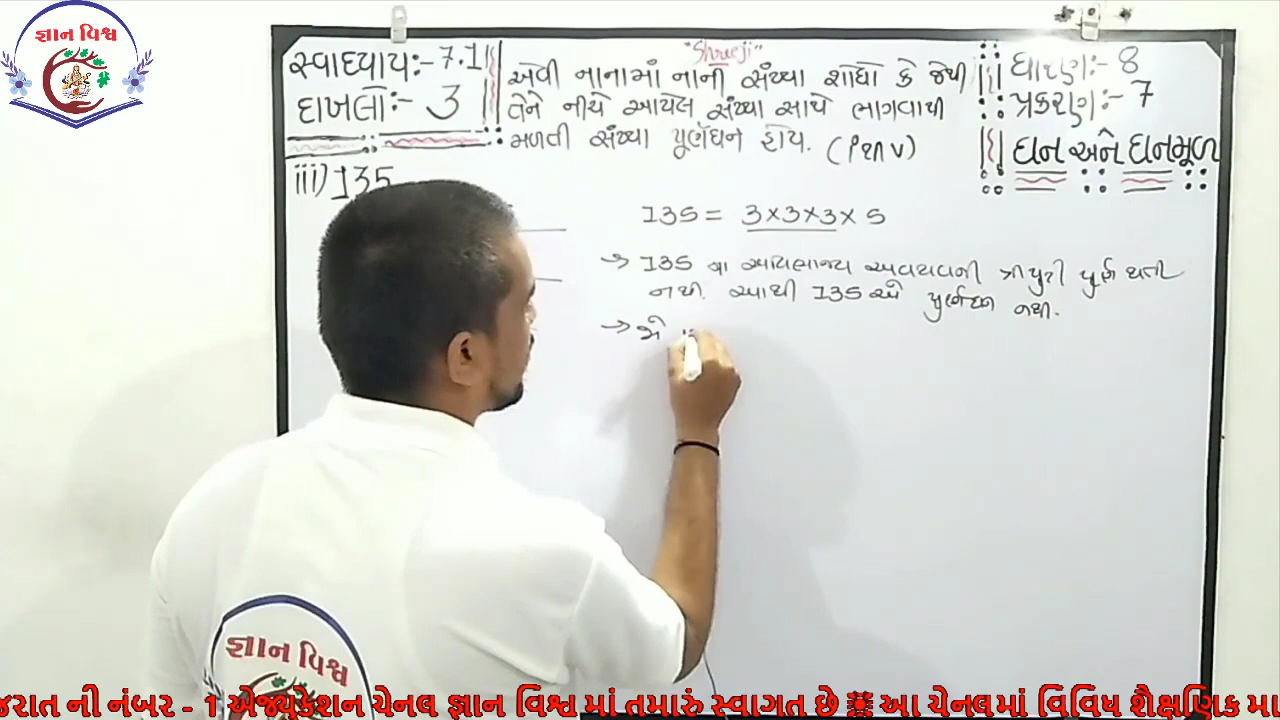 જ્ઞાન વિશ્વ
સ્વાધ્યાય:- 7.1
દાખલો:- 3
"Shreeji"
એવી નાનામાં નાની સંખ્યા શોધો કે જેથી
તેને નીચે આપેલ સંખ્યા સાથે ભાગવાથી
મળતી સંખ્યા પૂર્ણઘન હોય. (1થી V)
ધોરણ:- 8
પ્રકરણ:- 7
ઘન અને ઘનમૂળ
iii) 135
135 = 3×3×3× 5
→ 135 ના અવિભાજ્ય અવયવની ત્રીપુટી પૂર્ણ થતી
નથી. આથી 135 એ પુર્ણઘન નથી.
→ જો
જ્ઞાન વિશ્વ
જરાત ની નંબર - 1 એજ્યુકેશન ચેનલ જ્ઞાન વિશ્વ માં તમારું સ્વાગત છે આ ચેનલમાં વિવિધ શૈક્ષણિક મા